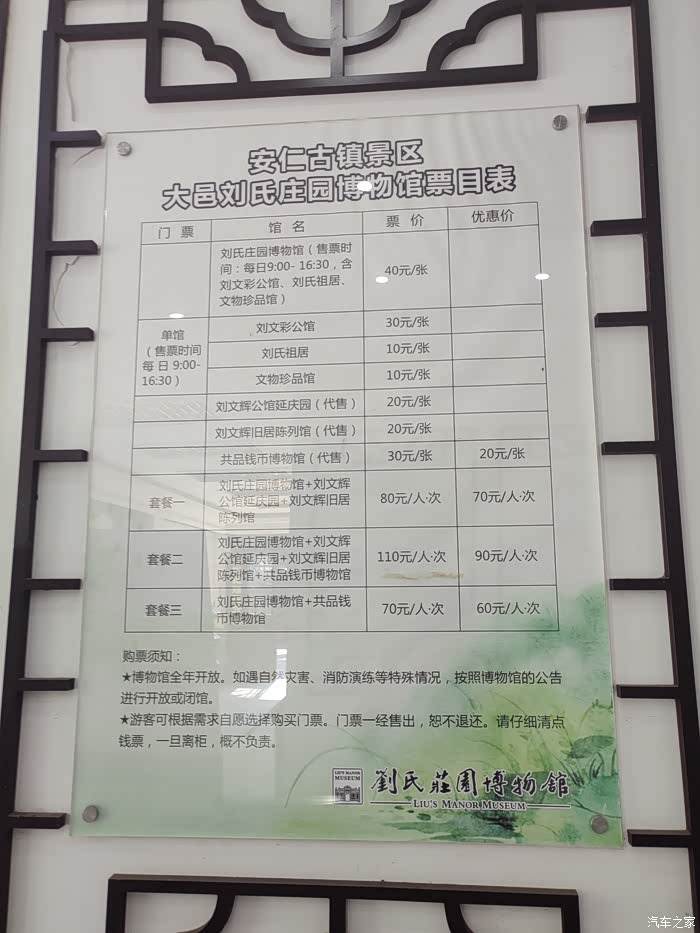 安仁古镇景区
大邑刘氏庄园博物馆票目表
门 票 馆 名 票 价 优惠价
刘氏庄园博物馆（售票时
间：每日9:00- 16:30，含
刘文彩公馆、刘氏祖居、
文物珍品馆）
40元/张
单馆
（售票时间
每 日 9:00-
16:30）
刘文彩公馆 30元/张
刘氏祖居 10元/张
文物珍品馆 10元/张
刘文辉公馆延庆园（代售） 20元/张
刘文辉旧居陈列馆（代售） 20元/张
共品钱币博物馆（代售） 30元/张 20元/张
套餐一
刘氏庄园博物馆+刘文辉
公馆延庆园+刘文辉旧居
陈列馆
80元/人·次 70元/人·次
套餐二
刘氏庄园博物馆+刘文辉
公馆延庆园+刘文辉旧居
陈列馆+共品钱币博物馆
110元/人·次 90元/人·次
套餐三
刘氏庄园博物馆+共品钱
币博物馆
70元/人·次 60元/人·次
购票须知：
★博物馆全年开放。如遇自然灾害、消防演练等特殊情况，按照博物馆的公告
进行开放或闭馆。
★游客可根据需求自愿选择购买门票。门票一经售出，恕不退还。请仔细清点
钱票，一旦离柜，概不负责。
LIU'S MANOR
MUSEUM
劉氏莊園博物館
LIU'S MANOR MUSEUM
汽车之家